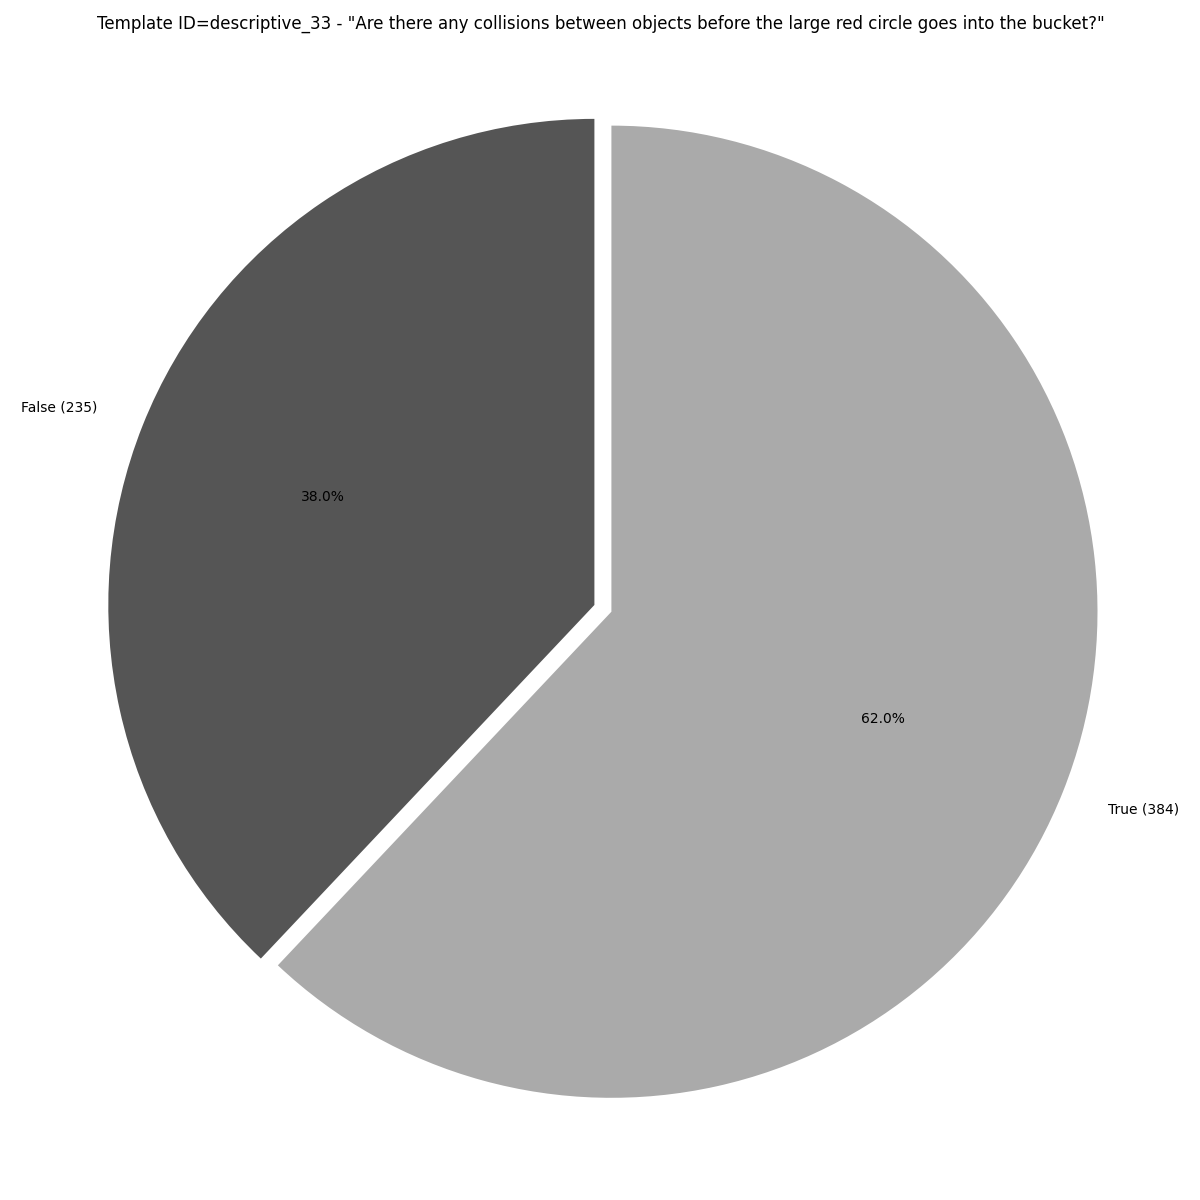 Template ID=descriptive_33 - "Are there any collisions between objects before the large red circle goes into the bucket?"
False (235)
38.0%
62.0%
True (384)